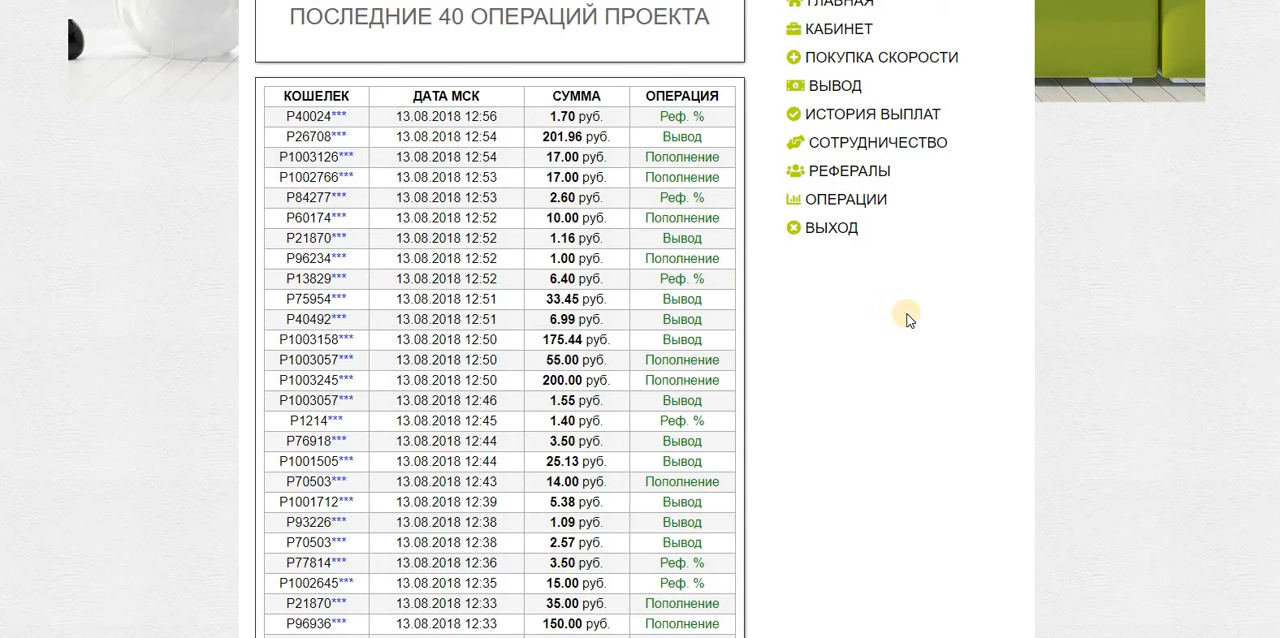 ПОСЛЕДНИЕ 40 ОПЕРАЦИЙ ПРОЕКТА
КОШЕЛЕК ДАТА МСК СУММА ОПЕРАЦИЯ
P40024*** 13.08.2018 12:56 1.70 руб. Реф. %
P26708*** 13.08.2018 12:54 201.96 руб. Вывод
P1003126*** 13.08.2018 12:54 17.00 руб. Пополнение
P1002766*** 13.08.2018 12:53 17.00 руб. Пополнение
P84277*** 13.08.2018 12:53 2.60 руб. Реф. %
P60174*** 13.08.2018 12:52 10.00 руб. Пополнение
P21870*** 13.08.2018 12:52 1.16 руб. Вывод
P96234*** 13.08.2018 12:52 1.00 руб. Пополнение
P13829*** 13.08.2018 12:52 6.40 руб. Реф. %
P75954*** 13.08.2018 12:51 33.45 руб. Вывод
P40492*** 13.08.2018 12:51 6.99 руб. Вывод
P1003158*** 13.08.2018 12:50 175.44 руб. Вывод
P1003057*** 13.08.2018 12:50 55.00 руб. Пополнение
P1003245*** 13.08.2018 12:50 200.00 руб. Пополнение
P1003057*** 13.08.2018 12:46 1.55 руб. Вывод
P1214*** 13.08.2018 12:45 1.40 руб. Реф. %
P76918*** 13.08.2018 12:44 3.50 руб. Вывод
P1001505*** 13.08.2018 12:44 25.13 руб. Вывод
P70503*** 13.08.2018 12:43 14.00 руб. Пополнение
P1001712*** 13.08.2018 12:39 5.38 руб. Вывод
P93226*** 13.08.2018 12:38 1.09 руб. Вывод
P70503*** 13.08.2018 12:38 2.57 руб. Вывод
P77814*** 13.08.2018 12:36 3.50 руб. Реф. %
P1002645*** 13.08.2018 12:35 15.00 руб. Реф. %
P21870*** 13.08.2018 12:33 35.00 руб. Пополнение
P96936*** 13.08.2018 12:33 150.00 руб. Пополнение
ГЛАВНАЯ
КАБИНЕТ
ПОКУПКА СКОРОСТИ
ВЫВОД
ИСТОРИЯ ВЫПЛАТ
СОТРУДНИЧЕСТВО
РЕФЕРАЛЫ
ОПЕРАЦИИ
ВЫХОД